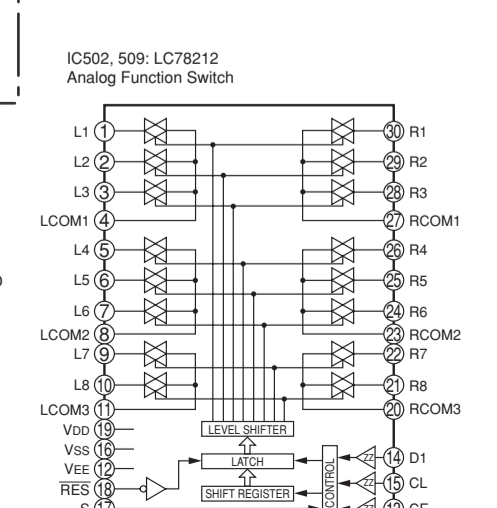 IC502, 509: LC78212
Analog Function Switch
L1 1 30 R1
L2 2 29 R2
L3 3 28 R3
LCOM1 4 27 RCOM1
L4 5 26 R4
L5 6 25 R5
L6 7 24 R6
LCOM2 8 23 RCOM2
L7 9 22 R7
L8 10 21 R8
LCOM3 11 20 RCOM3
VDD 19 LEVEL SHIFTER
VSS 16
VEE 12 LATCH 14 D1
RES 18 SHIFT REGISTER CONTROL 15 CL
S 17 13 CE